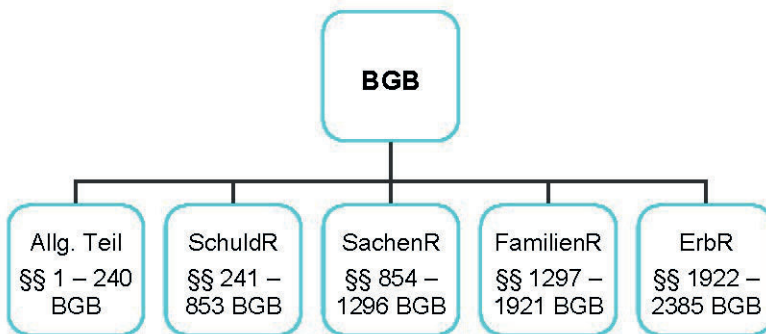 BGB
Allg. Teil
§§ 1 – 240
BGB
SchuldR
§§ 241 –
853 BGB
SachenR
§§ 854 –
1296 BGB
FamilienR
§§ 1297 –
1921 BGB
ErbR
§§ 1922 –
2385 BGB